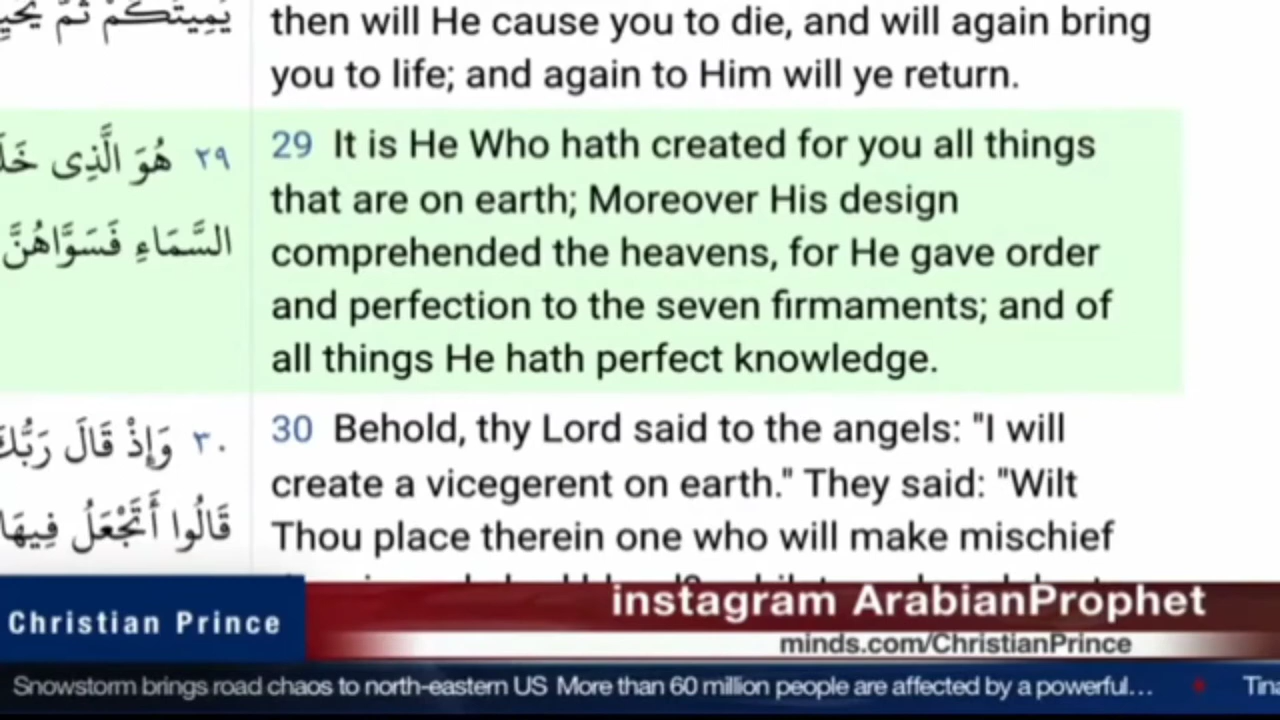 then will He cause you to die, and will again bring
you to life; and again to Him will ye return.
٢٩ هُوَ الَّذِى
السَّمَاءِ فَسَوَّاهُنَّ
29 It is He Who hath created for you all things
that are on earth; Moreover His design
comprehended the heavens, for He gave order
and perfection to the seven firmaments; and of
all things He hath perfect knowledge.
٣٠ وَإِذْ قَالَ رَبُّكَ
قَالُوا أَتَجْعَلُ فِيهَا
30 Behold, thy Lord said to the angels: "I will
create a vicegerent on earth." They said: "Wilt
Thou place therein one who will make mischief
Christian Prince
instagram ArabianProphet
minds.com/ChristianPrince
Snowstorm brings road chaos to north-eastern US More than 60 million people are affected by a powerful...